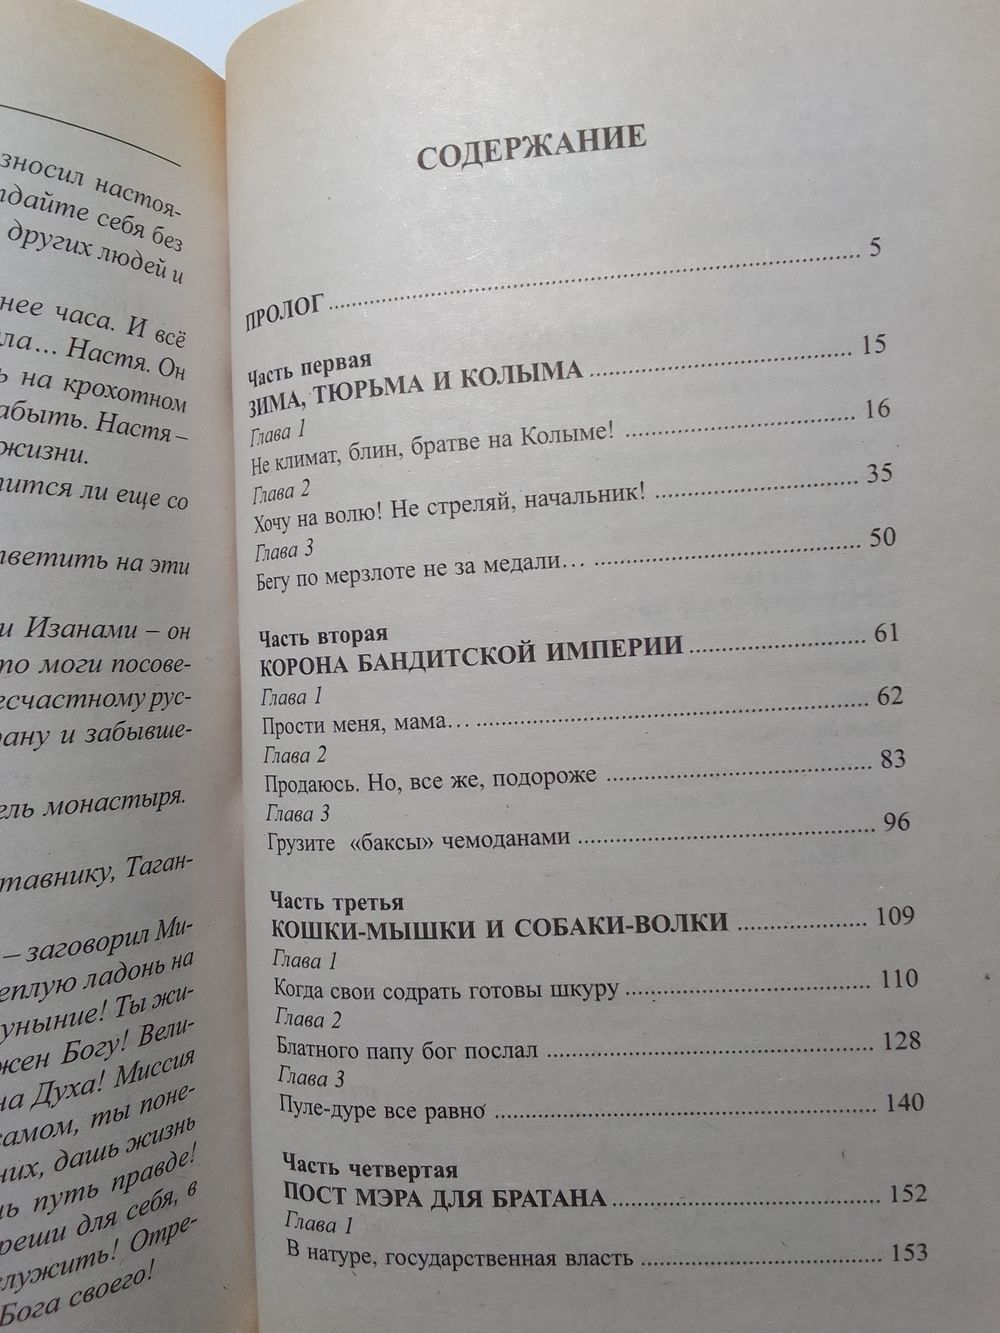 зносил настоя-
дайте себя без
других людей и
нее часа. И всё
ла... Настя. Он
на крохотном
абыть. Настя –
жизни.
ится ли еще со
тветить на эти
и Изанами – он
то моги посове-
есчастному рус-
рану и забывше-
ель монастыря.
тавнику, Таган-
– заговорил Ми-
еплую ладонь на
уныние! Ты жи-
жен Богу! Вели-
на Духа! Миссия
самом, ты поне-
них, дашь жизнь
ь путь правде!
реши для себя, в
служить! Отре-
Бога своего!
СОДЕРЖАНИЕ
ПРОЛОГ 5
Часть первая
ЗИМА, ТЮРЬМА И КОЛЫМА 15
Глава 1
Не климат, блин, братве на Колыме! 16
Глава 2
Хочу на волю! Не стреляй, начальник! 35
Глава 3
Бегу по мерзлоте не за медали... 50
Часть вторая
КОРОНА БАНДИТСКОЙ ИМПЕРИИ 61
Глава 1
Прости меня, мама... 62
Глава 2
Продаюсь. Но, все же, подороже 83
Глава 3
Грузите «баксы» чемоданами 96
Часть третья
КОШКИ-МЫШКИ И СОБАКИ-ВОЛКИ 109
Глава 1
Когда свои содрать готовы шкуру 110
Глава 2
Блатного папу бог послал 128
Глава 3
Пуле-дуре все равно 140
Часть четвертая
ПОСТ МЭРА ДЛЯ БРАТАНА 152
Глава 1
В натуре, государственная власть 153